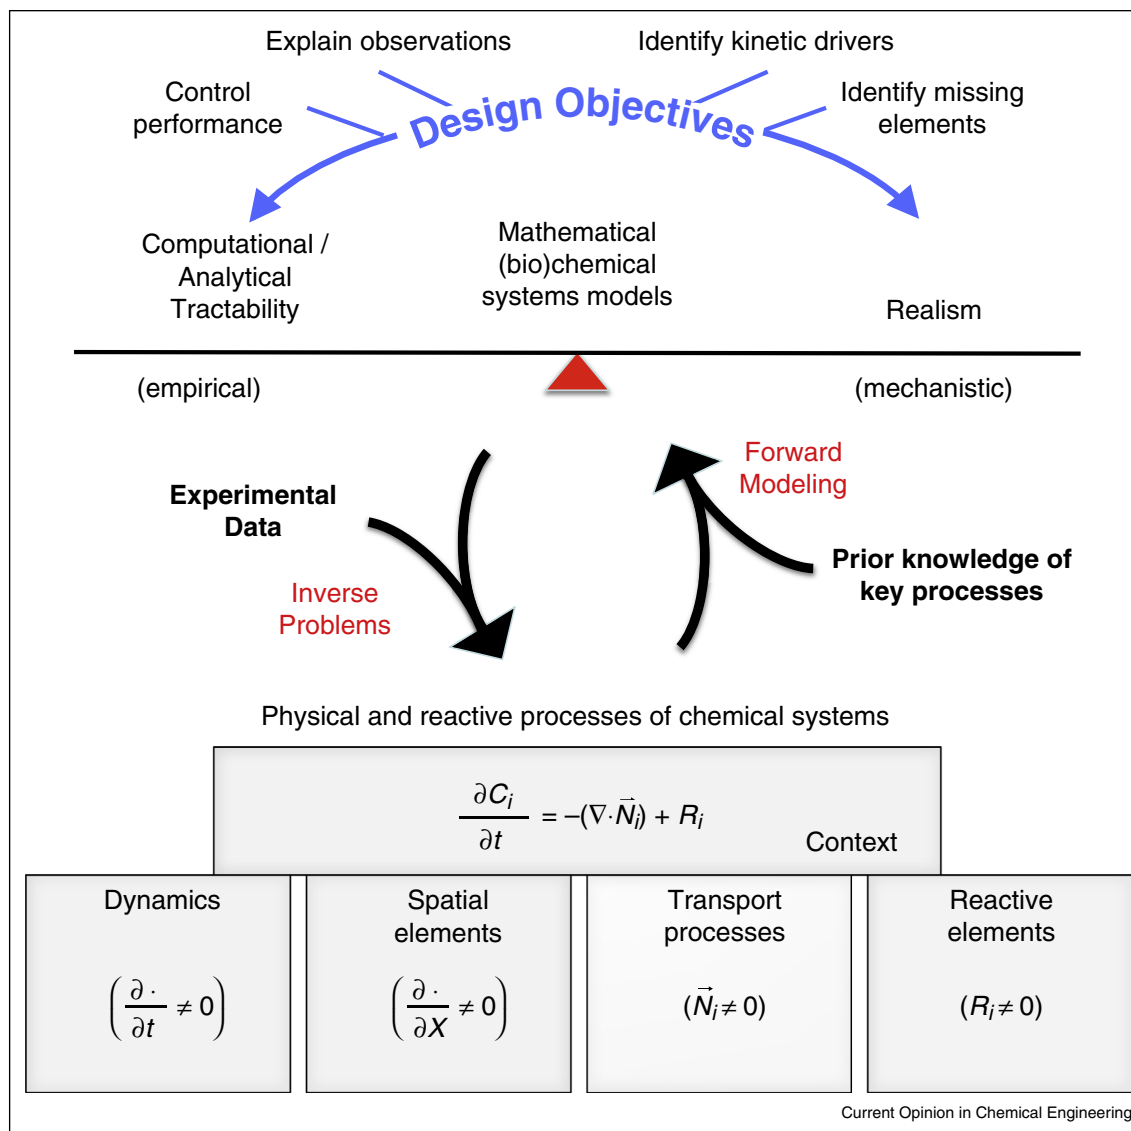 Explain observations
Identify kinetic drivers
Control
performance
Design Objectives
Identify missing
elements
Computational /
Analytical
Tractability
Mathematical
(bio)chemical
systems models
Realism
(empirical)
(mechanistic)
Experimental
Data
Forward
Modeling
Inverse
Problems
Prior knowledge of
key processes
Physical and reactive processes of chemical systems
∂C_i/∂t = −(∇·N⃗_i) + R_i
Context
Dynamics
(∂·/∂t ≠ 0)
Spatial
elements
(∂·/∂X ≠ 0)
Transport
processes
(N⃗_i ≠ 0)
Reactive
elements
(R_i ≠ 0)
Current Opinion in Chemical Engineering